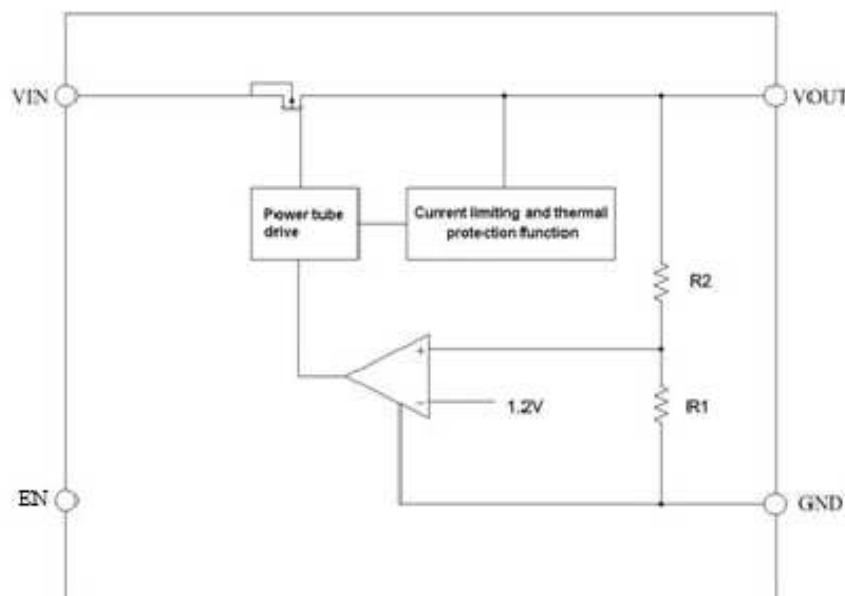 VIN
VOUT
Power tube
drive
Current limiting and thermal
protection function
R2
+
-
1.2V
R1
EN
GND